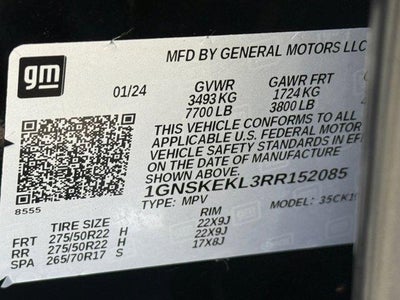 gm
MFD BY GENERAL MOTORS LLC
01/24 GVWR GAWR FRT
3493 KG 1724 KG
7700 LB 3800 LB
THIS VEHICLE CONFORMS TO ALL
APPLICABLE U.S. FEDERAL MOTOR
VEHICLE SAFETY STANDARDS IN EFF
ON THE DATE OF MANUFACTURE
SHOWN ABOVE.
1GNSKEKL3RR152085
TYPE: MPV MODEL: 35CK1
8555
TIRE SIZE RIM
FRT 275/50R22 H 22X9J
RR 275/50R22 H 22X9J
SPA 265/70R17 S 17X8J